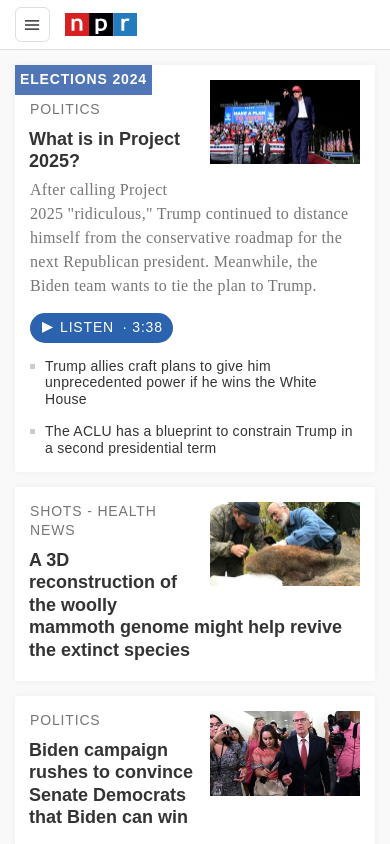 npr
ELECTIONS 2024
POLITICS
What is in Project
2025?
After calling Project
2025 "ridiculous," Trump continued to distance
himself from the conservative roadmap for the
next Republican president. Meanwhile, the
Biden team wants to tie the plan to Trump.
LISTEN · 3:38
Trump allies craft plans to give him
unprecedented power if he wins the White
House
The ACLU has a blueprint to constrain Trump in
a second presidential term
SHOTS - HEALTH
NEWS
A 3D
reconstruction of
the woolly
mammoth genome might help revive
the extinct species
POLITICS
Biden campaign
rushes to convince
Senate Democrats
that Biden can win